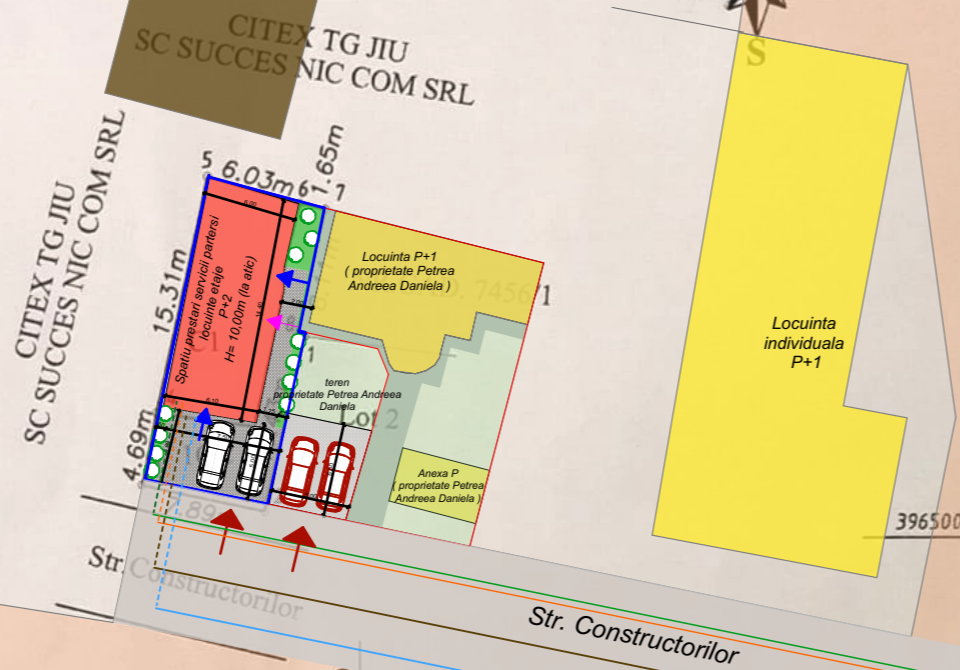 CITEX TG JIU
SC SUCCES NIC COM SRL
S
CITEX TG JIU
SC SUCCES NIC COM SRL
5
6.03m
6
1.65m
7
15.31m
4.69m
Spatiu prestari servicii partersi
locuinte etaje
P+2
H= 10,00m (la atic)
C1
Locuinta P+1
( proprietate Petrea
Andreea Daniela )
1
1
teren
proprietate Petrea Andreea
Daniela
Lot 2
Anexa P
( proprietate Petrea
Andreea Daniela )
Locuinta
individuala
P+1
396500
Str. Constructorilor
Str. Constructorilor